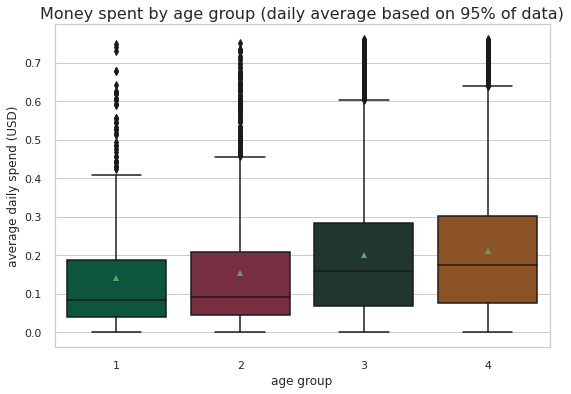 Money spent by age group (daily average based on 95% of data)
0.7
0.6
0.5
0.4
0.3
0.2
0.1
0.0
average daily spend (USD)
1 2 3 4
age group